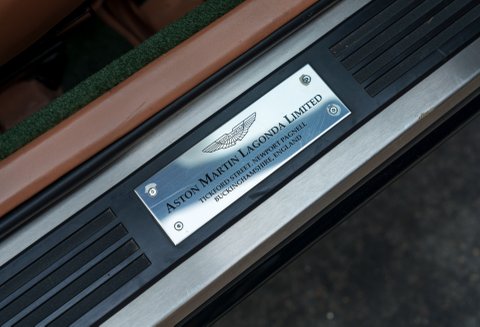 ASTON MARTIN LAGONDA LIMITED
TICKFORD STREET, NEWPORT PAGNELL
BUCKINGHAMSHIRE, ENGLAND